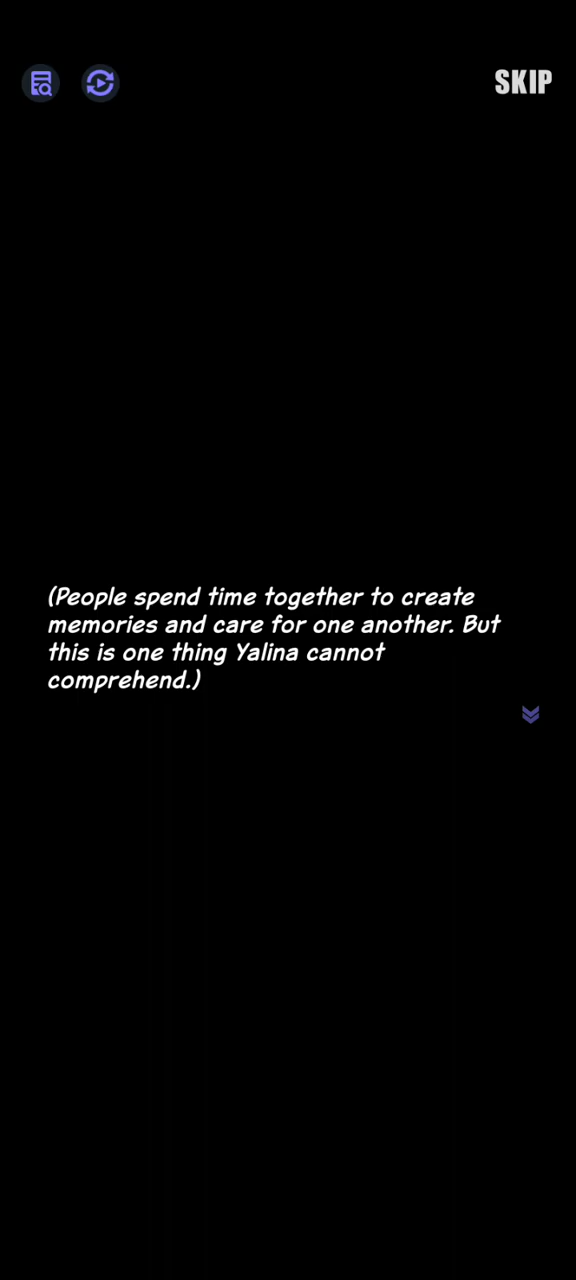 SKIP
(People spend time together to create
memories and care for one another. But
this is one thing Yalina cannot
comprehend.)